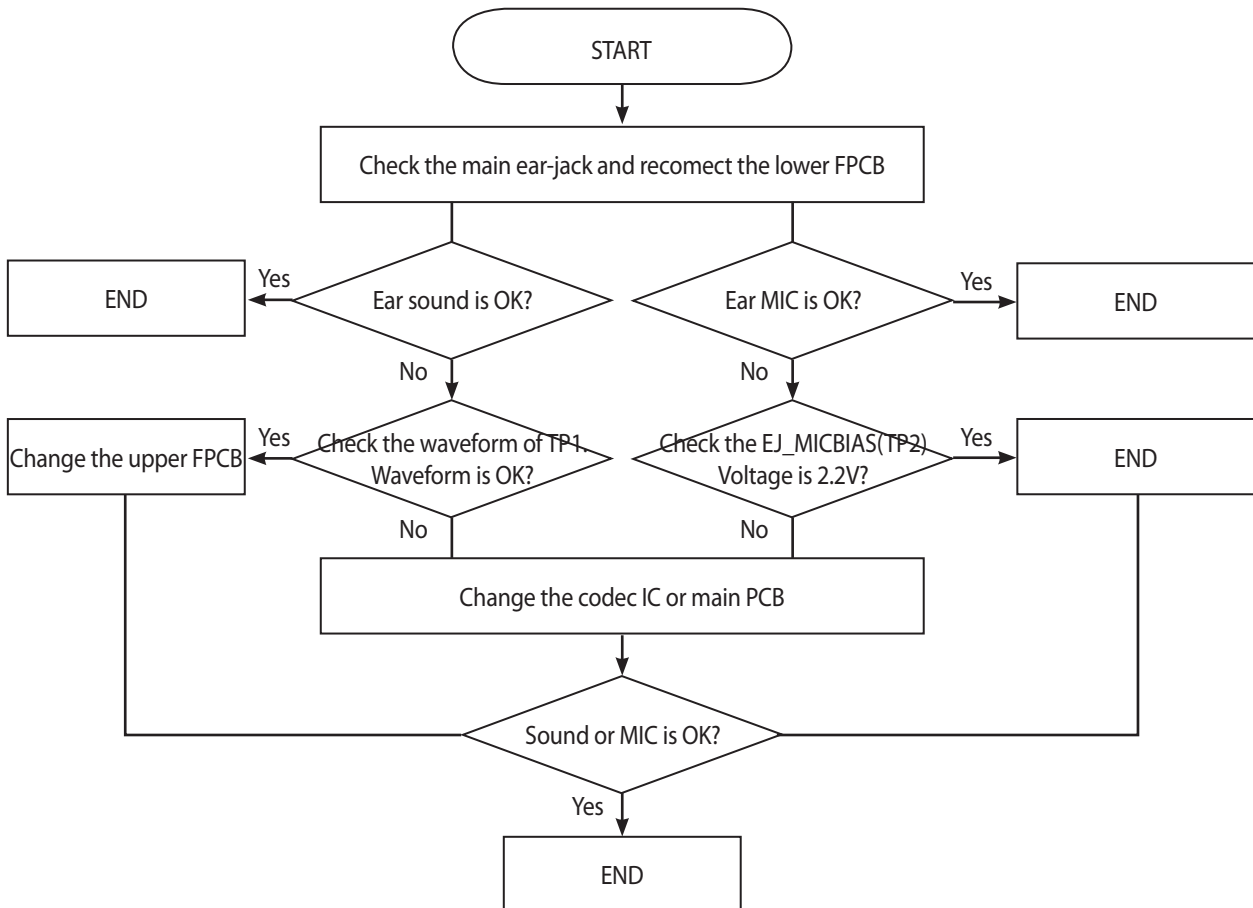 START
Check the main ear-jack and recomect the lower FPCB
Yes
END
Ear sound is OK?
Ear MIC is OK?
Yes
END
No
No
Change the upper FPCB
Yes
Check the waveform of TP1.
Waveform is OK?
Check the EJ_MICBIAS(TP2)
Voltage is 2.2V?
Yes
END
No
No
Change the codec IC or main PCB
Sound or MIC is OK?
Yes
END